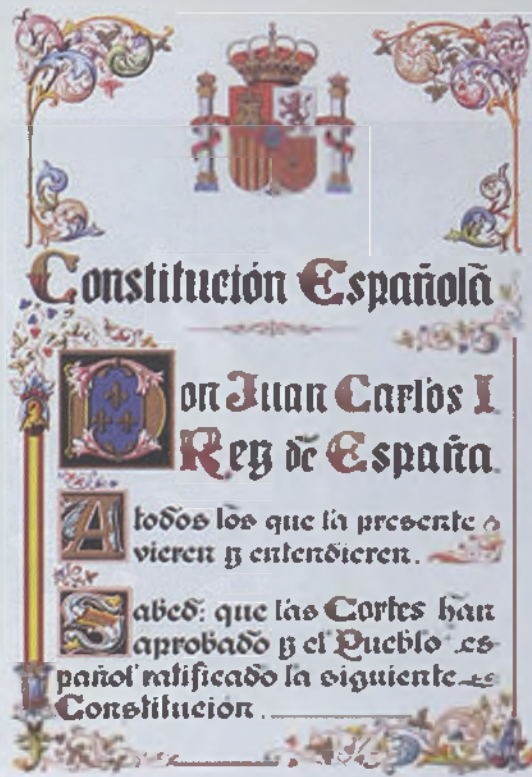 Constitución Española
Don Juan Carlos I
Rey de España
A todos los que la presente
vieren y entendieren.
Sabed: que las Cortes han
aprobado y el Pueblo es-
pañol ratificado la siguiente
Constitución.